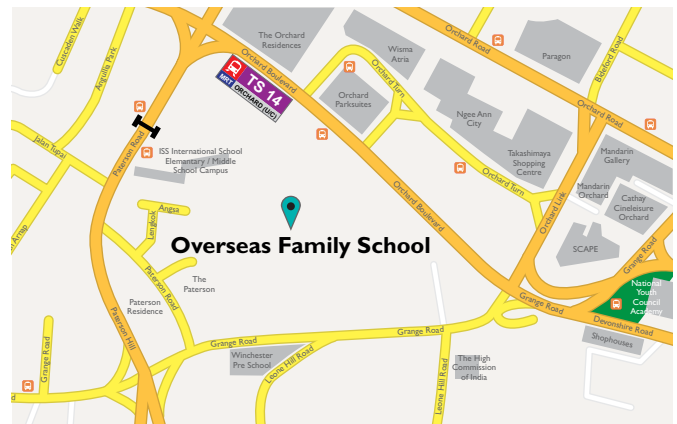 Cuscaden Walk
Anguilla Park
The Orchard
Residences
Orchard Boulevard
Wisma
Atria
Orchard Road
Paragon
Bideford Road
MRT
TS 14
ORCHARD (U/C)
Orchard
Parksuites
Orchard Turn
Ngee Ann
City
Orchard Road
Jalan Tupai
Paterson Road
ISS International School
Elementary / Middle
School Campus
Takashimaya
Shopping
Centre
Mandarin
Gallery
Mandarin
Orchard
Orchard Turn
Orchard Link
Cathay
Cineleisure
Orchard
Angsa
Lengkok
Orchard Boulevard
Overseas Family School
SCAPE
Grange Road
Paterson Road
The
Paterson
National
Youth
Council
Academy
Paterson
Residence
Paterson Hill
Grange Road
Devonshire Road
Grange Road
Grange Road
Shophouses
Grange Road
Winchester
Pre School
Leonie Hill Road
Leonie Hill Road
The High
Commission
of India